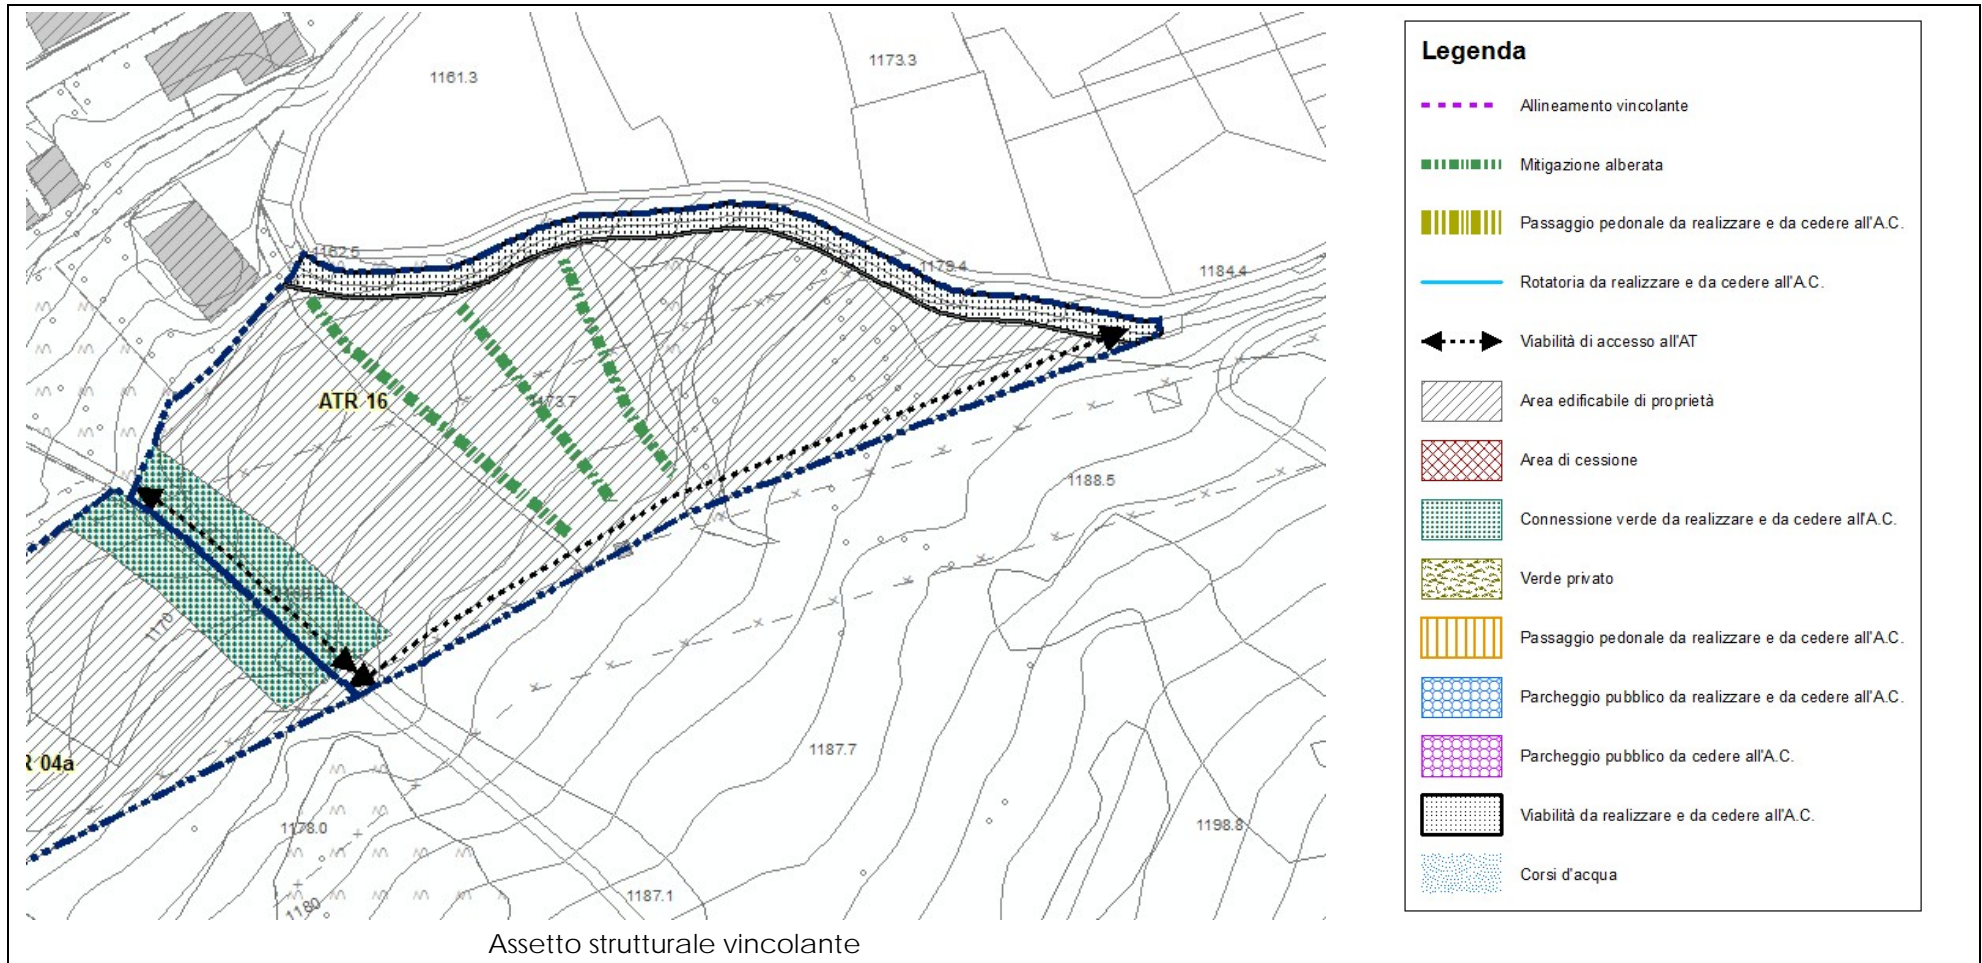 1161.3
1173.3
1162.5
1179.4
1184.4
ATR 16
1173.7
1188.5
1170
R 04a
1187.7
1178.0
1198.8
1180
1187.1
Assetto strutturale vincolante
Legenda
Allineamento vincolante
Mitigazione alberata
Passaggio pedonale da realizzare e da cedere all'A.C.
Rotatoria da realizzare e da cedere all'A.C.
Viabilità di accesso all'AT
Area edificabile di proprietà
Area di cessione
Connessione verde da realizzare e da cedere all'A.C.
Verde privato
Passaggio pedonale da realizzare e da cedere all'A.C.
Parcheggio pubblico da realizzare e da cedere all'A.C.
Parcheggio pubblico da cedere all'A.C.
Viabilità da realizzare e da cedere all'A.C.
Corsi d'acqua